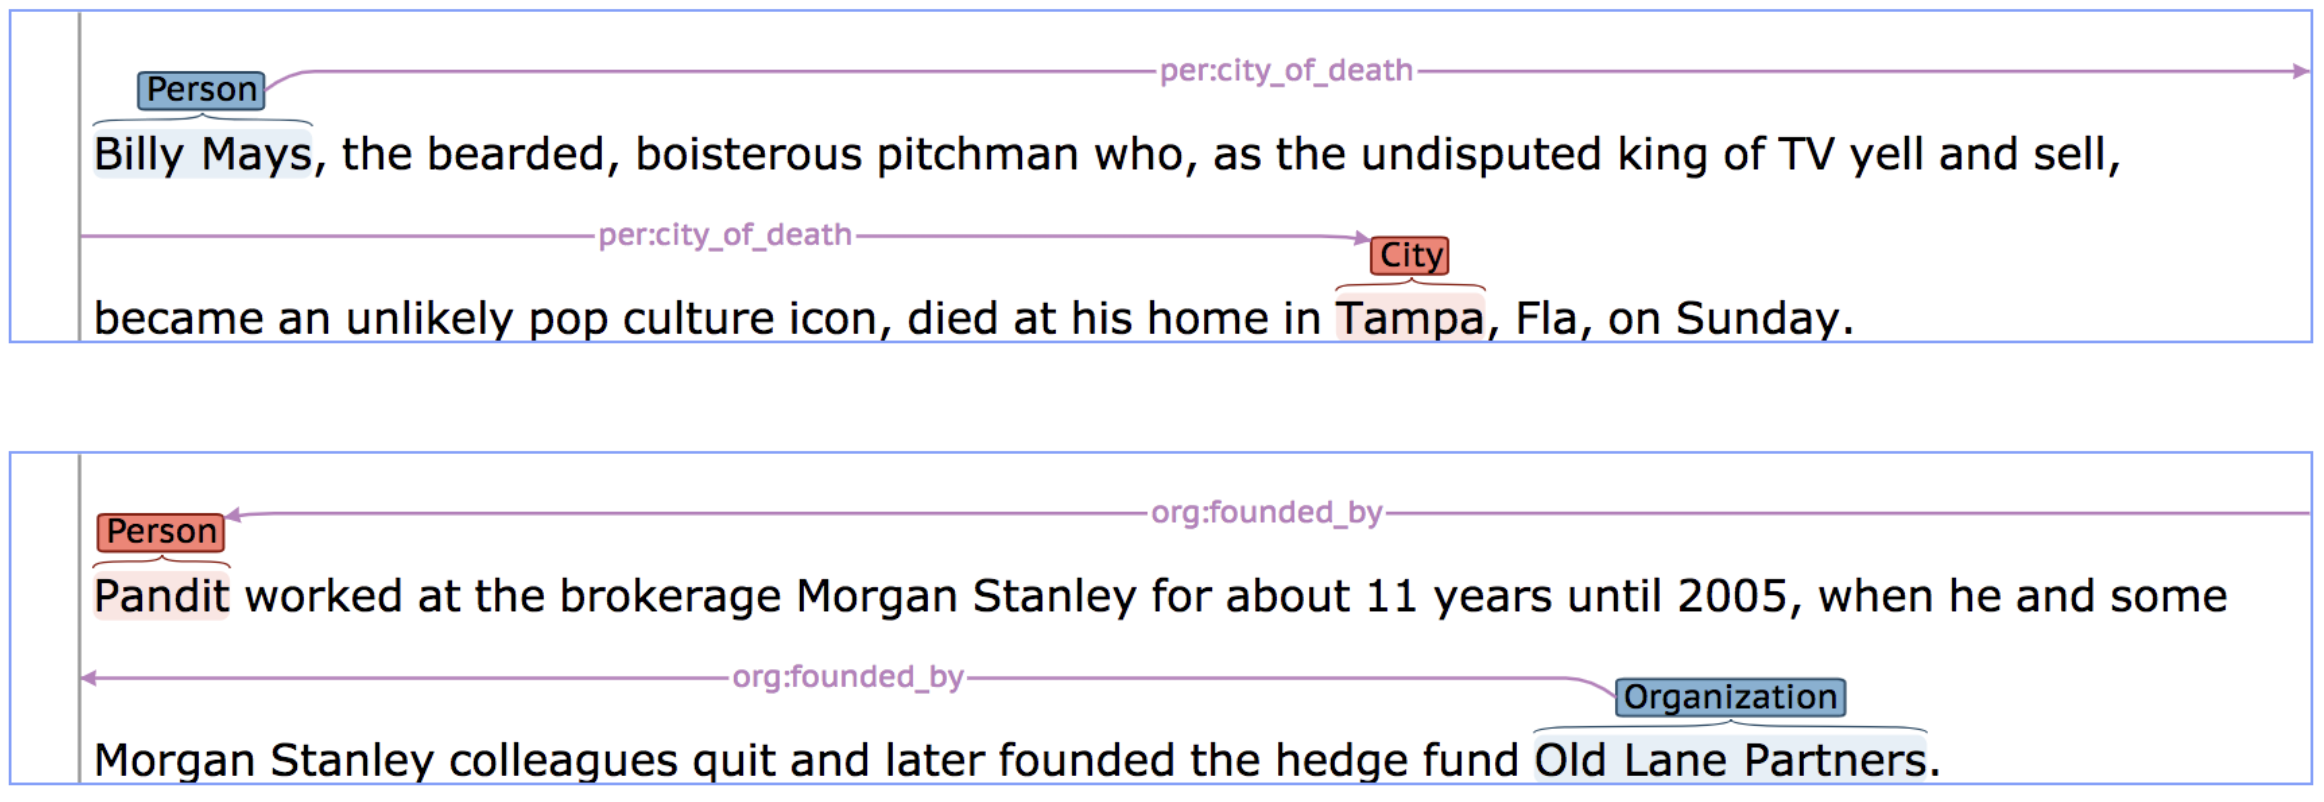 per:city_of_death
Person
Billy Mays, the bearded, boisterous pitchman who, as the undisputed king of TV yell and sell,
per:city_of_death
City
became an unlikely pop culture icon, died at his home in Tampa, Fla, on Sunday.
org:founded_by
Person
Pandit worked at the brokerage Morgan Stanley for about 11 years until 2005, when he and some
org:founded_by
Organization
Morgan Stanley colleagues quit and later founded the hedge fund Old Lane Partners.